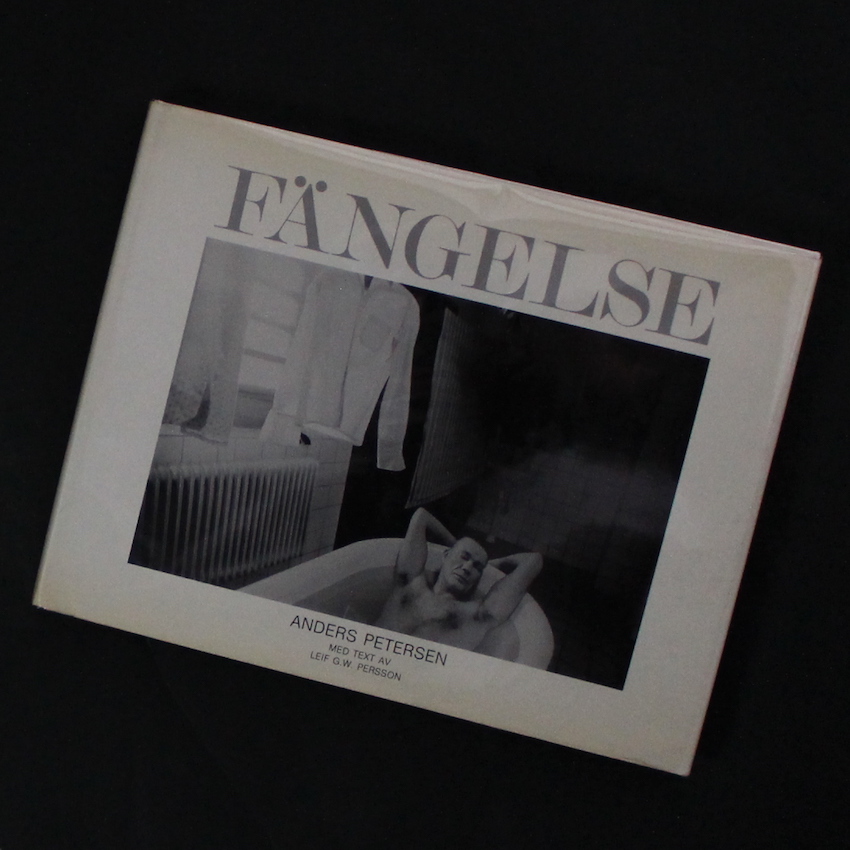 FÄNGELSE
ANDERS PETERSEN
MED TEXT AV
LEIF G.W. PERSSON